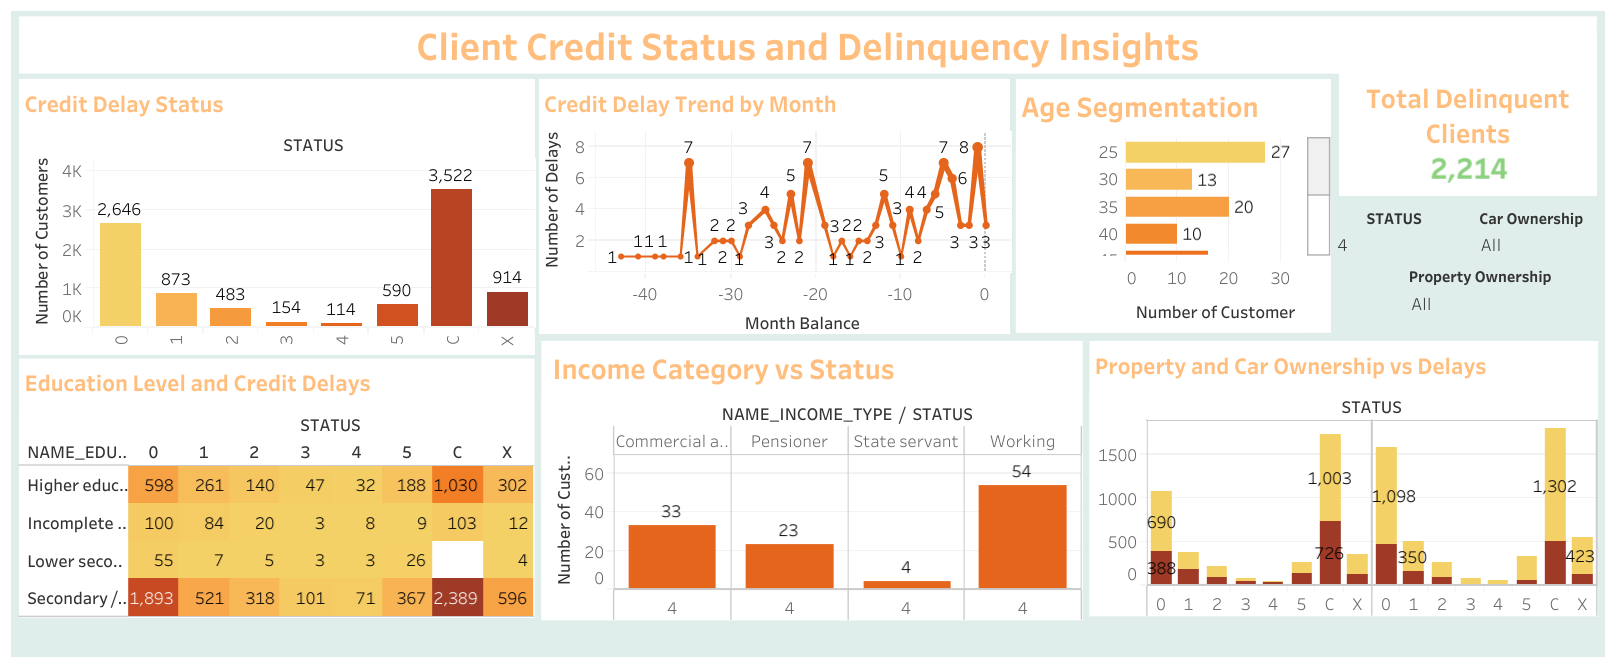 Client Credit Status and Delinquency Insights
Credit Delay Status
STATUS
Number of Customers
4K
3K
2K
1K
0K
2,646
873
483
154
114
590
3,522
914
0 1 2 3 4 5 C X
Credit Delay Trend by Month
Number of Delays
8
6
4
2
1 1 1 1 7 1 1 2 2 2 1 3 4 3 5 2 7 3 1 2 2 1 2 3 5 3 1 4 2 4 5 7 6 3 8 3 3
-40 -30 -20 -10 0
Month Balance
Age Segmentation
25 27
30 13
35 20
40 10
0 10 20 30
Number of Customer
Total Delinquent
Clients
2,214
STATUS Car Ownership
4 All
Property Ownership
All
Education Level and Credit Delays
STATUS
NAME_EDU.. 0 1 2 3 4 5 C X
Higher educ.. 598 261 140 47 32 188 1,030 302
Incomplete .. 100 84 20 3 8 9 103 12
Lower seco.. 55 7 5 3 3 26 4
Secondary /.. 1,893 521 318 101 71 367 2,389 596
Income Category vs Status
NAME_INCOME_TYPE / STATUS
Commercial a.. Pensioner State servant Working
Number of Cust..
60
40
20
0
33 23 4 54
4 4 4 4
Property and Car Ownership vs Delays
STATUS
1500
1000
500
0
690
388
1,003
726
1,098
350
1,302
423
0 1 2 3 4 5 C X 0 1 2 3 4 5 C X